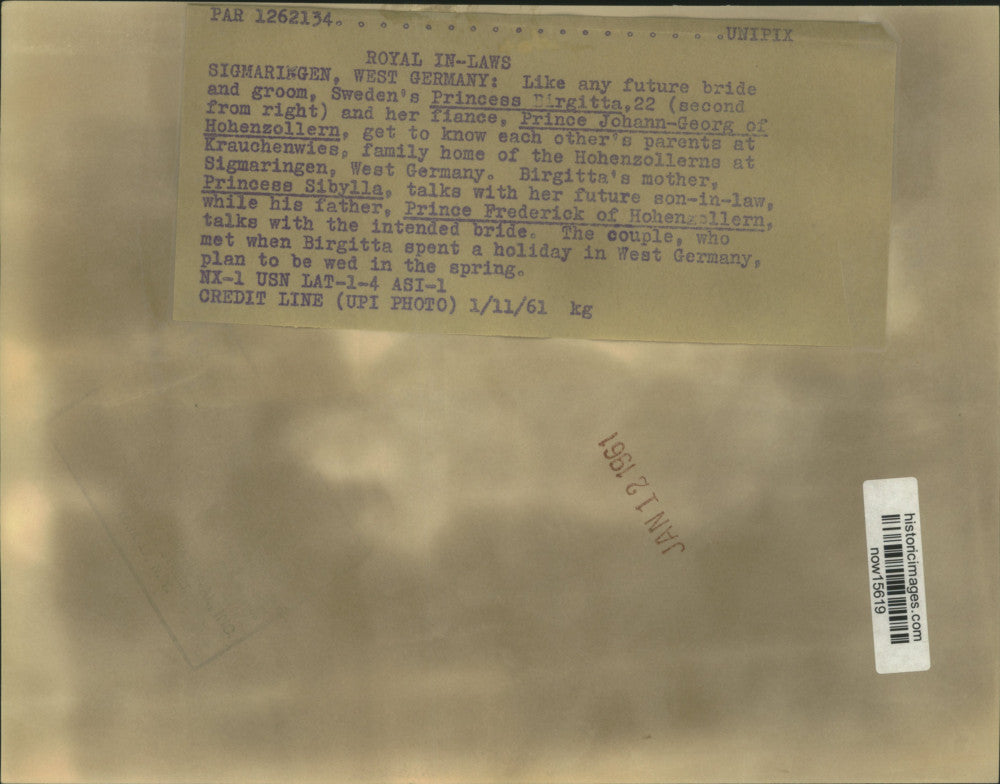 PAR 1262134. . . . . . . . . . . . . . . . . . .UNIPIX
ROYAL IN-LAWS
SIGMARINGEN, WEST GERMANY: Like any future bride
and groom, Sweden's Princess Birgitta,22 (second
from right) and her fiance, Prince Johann-Georg of
Hohenzollern, get to know each other's parents at
Krauchenwies, family home of the Hohenzollerns at
Sigmaringen, West Germany. Birgitta's mother,
Princess Sibylla, talks with her future son-in-law,
while his father, Prince Frederick of Hohenzollern,
talks with the intended bride. The couple, who
met when Birgitta spent a holiday in West Germany,
plan to be wed in the spring.
NX-1 USN LAT-1-4 ASI-1
CREDIT LINE (UPI PHOTO) 1/11/61 kg
JAN 12 1961
historicimages.com
now15619